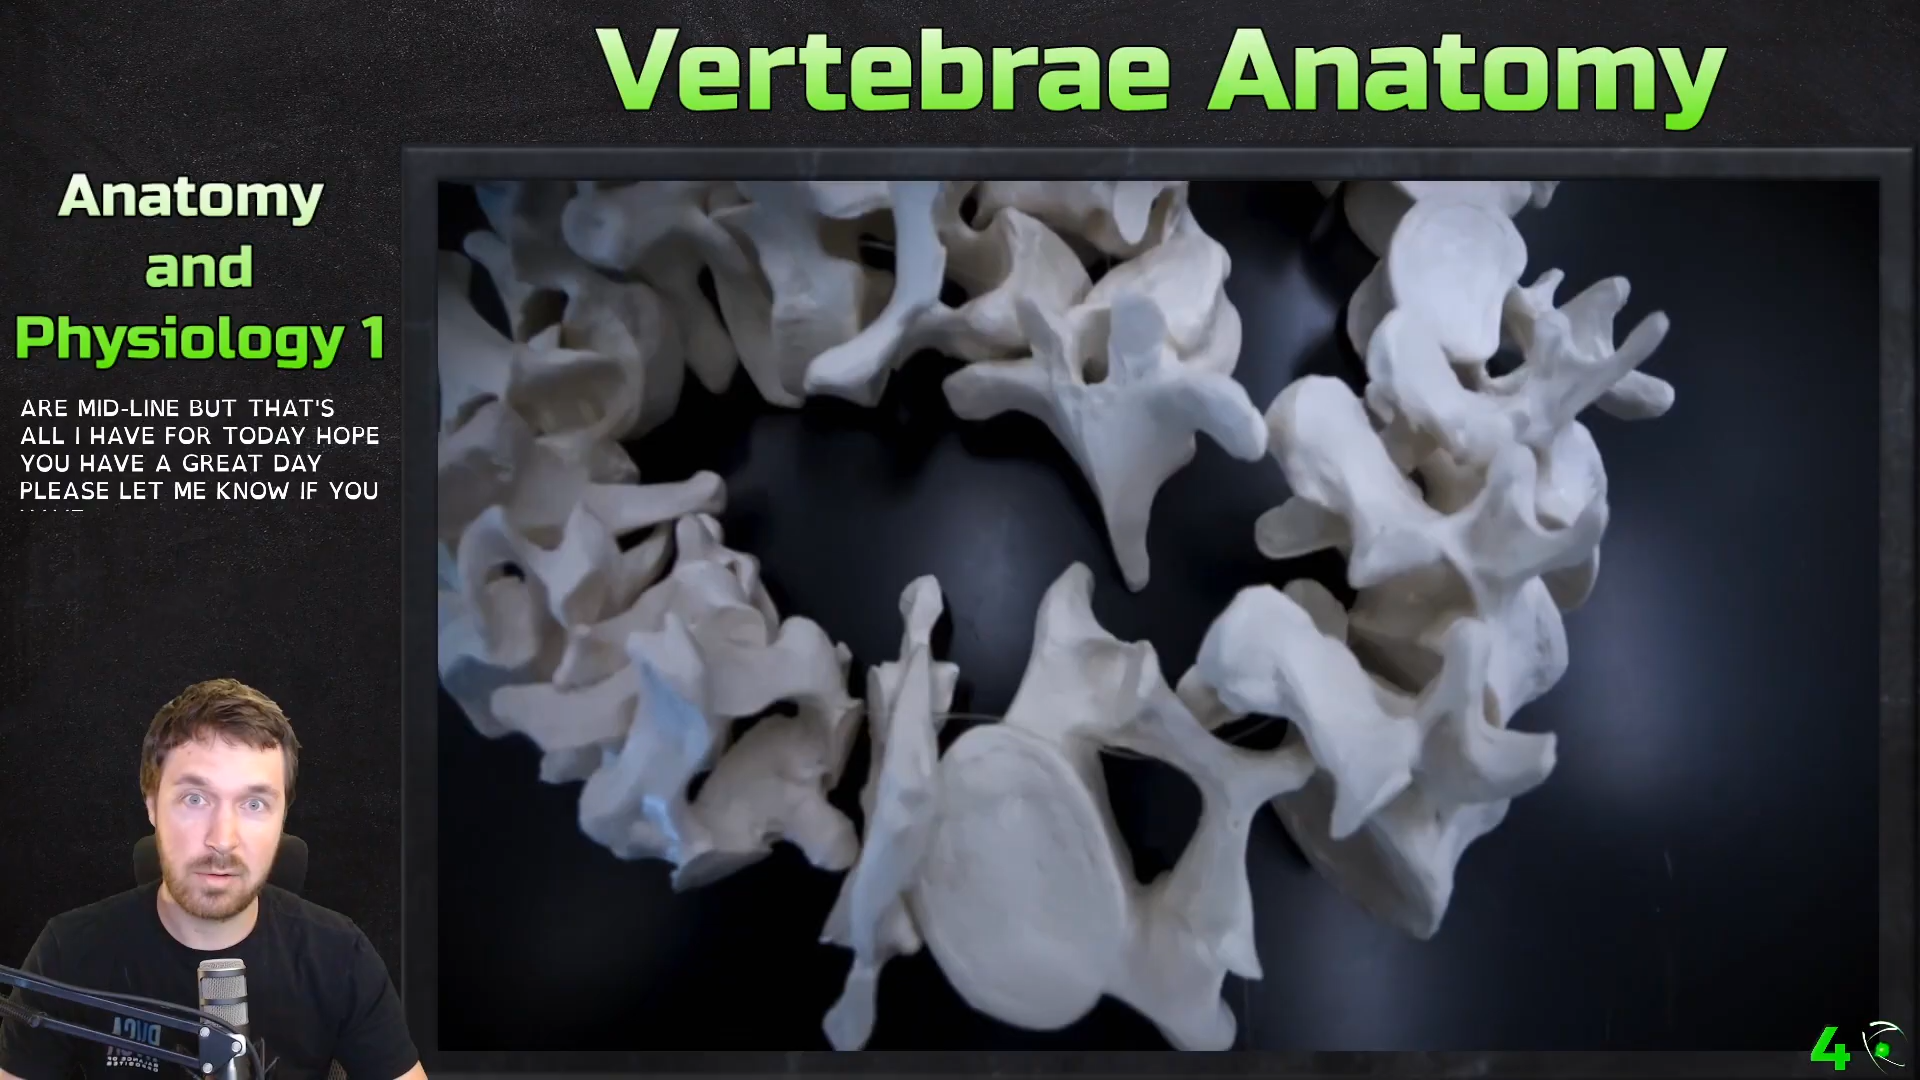 Vertebrae Anatomy
Anatomy
and
Physiology 1
ARE MID-LINE BUT THAT'S
ALL I HAVE FOR TODAY HOPE
YOU HAVE A GREAT DAY
PLEASE LET ME KNOW IF YOU
4